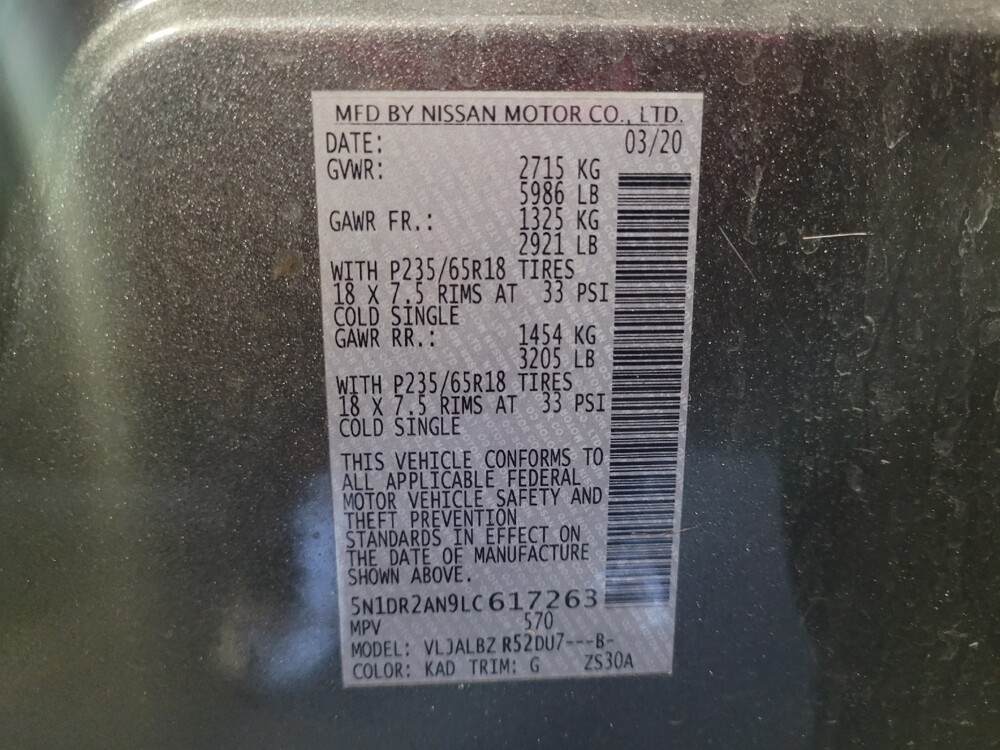 MFD BY NISSAN MOTOR CO., LTD.
DATE: 03/20
GVWR: 2715 KG
5986 LB
GAWR FR.: 1325 KG
2921 LB
WITH P235/65R18 TIRES
18 X 7.5 RIMS AT 33 PSI
COLD SINGLE
GAWR RR.: 1454 KG
3205 LB
WITH P235/65R18 TIRES
18 X 7.5 RIMS AT 33 PSI
COLD SINGLE
THIS VEHICLE CONFORMS TO
ALL APPLICABLE FEDERAL
MOTOR VEHICLE SAFETY AND
THEFT PREVENTION
STANDARDS IN EFFECT ON
THE DATE OF MANUFACTURE
SHOWN ABOVE.
5N1DR2AN9LC617263
MPV 570
MODEL: VLJALBZ R52DU7---B-
COLOR: KAD TRIM: G ZS30A